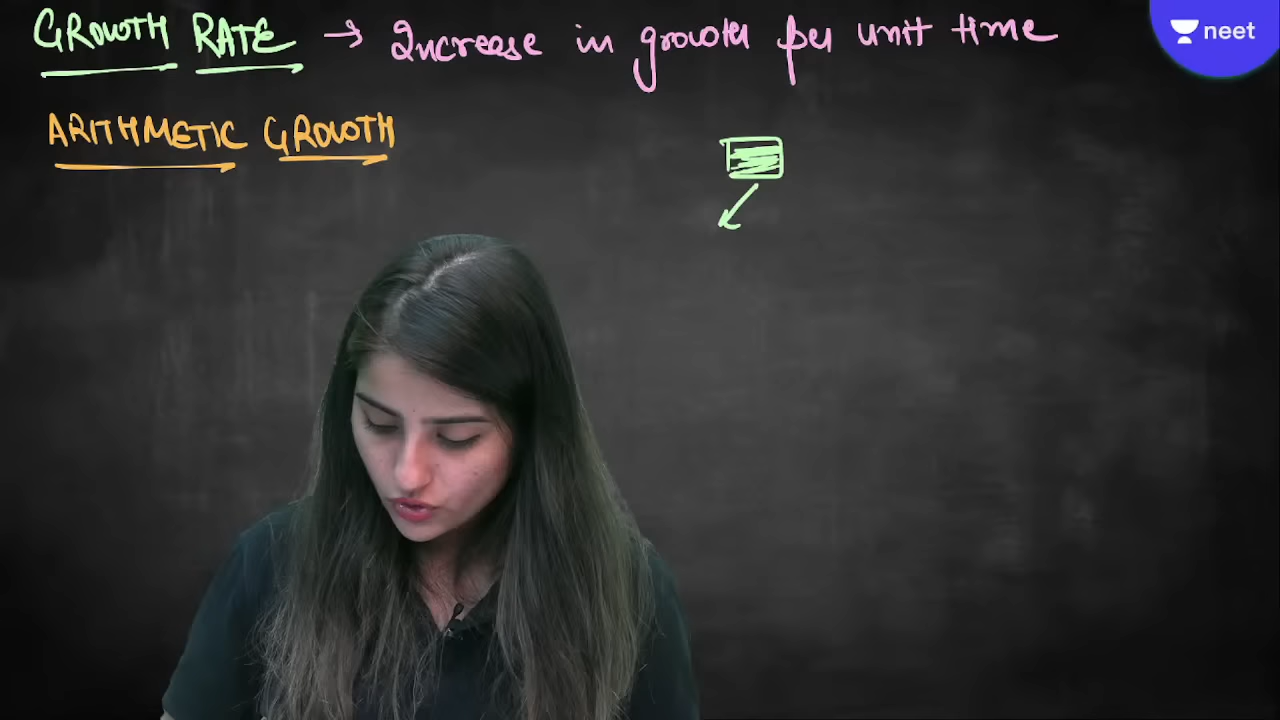 GROWTH RATE → Increase in growth per unit time
neet
ARITHMETIC GROWTH